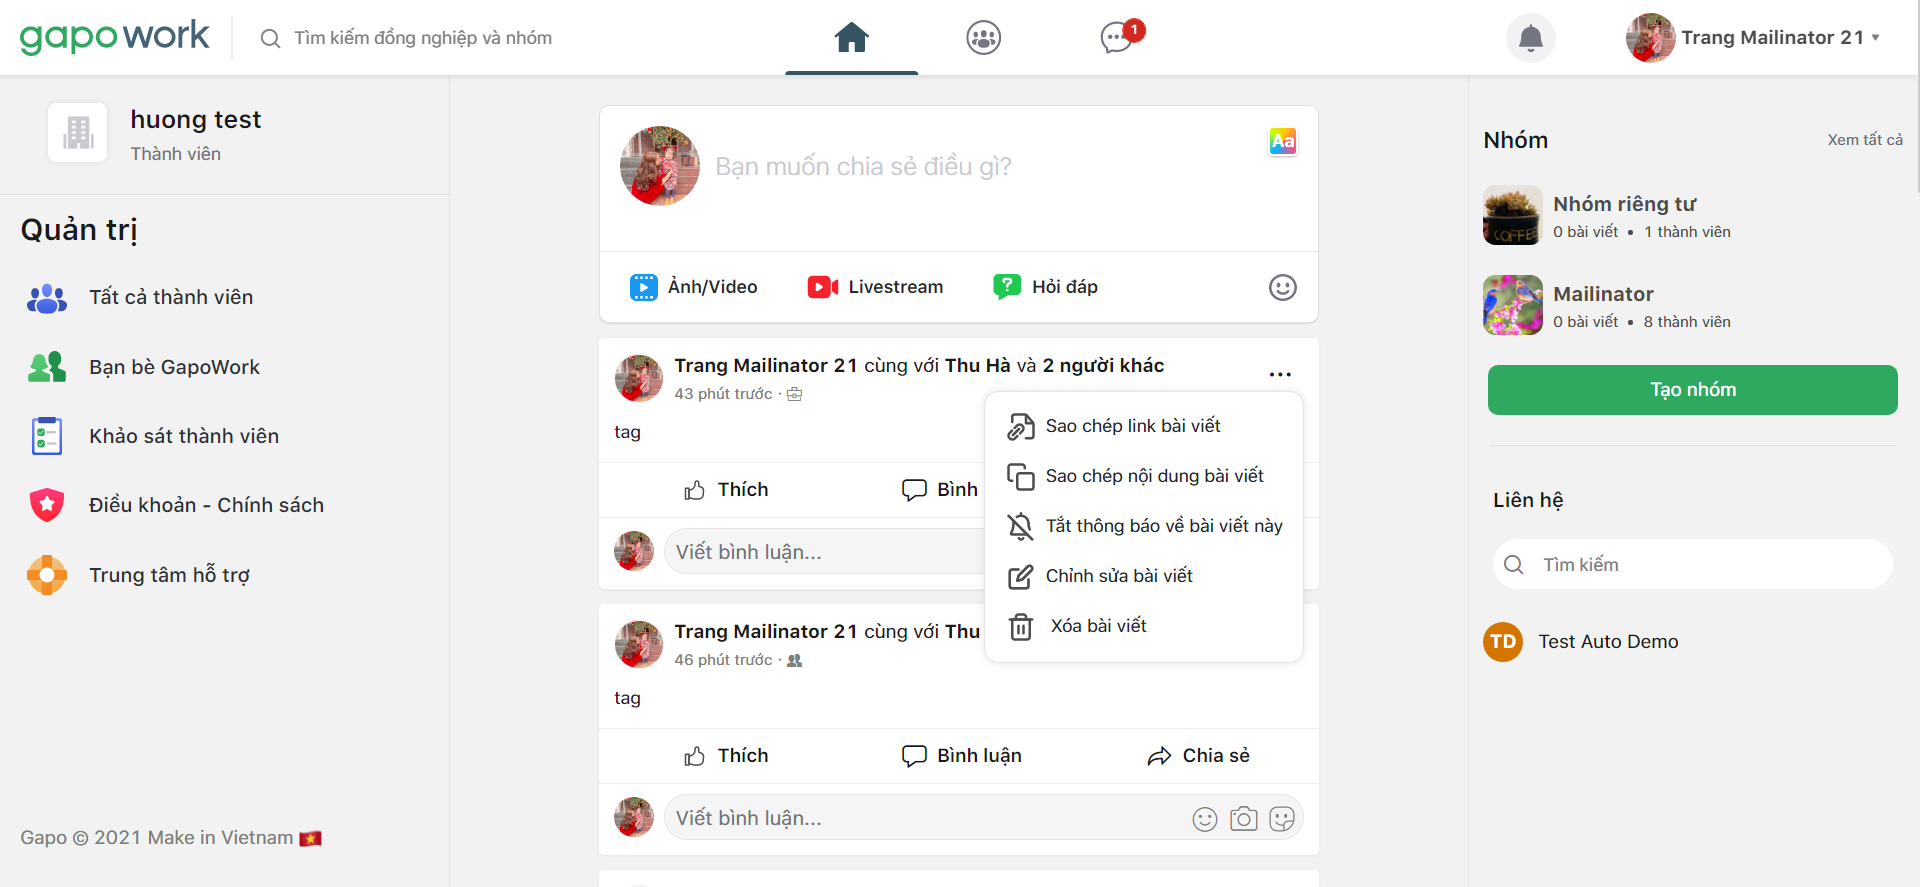 gapowork
Tìm kiếm đồng nghiệp và nhóm
1
Trang Mailinator 21
huong test
Thành viên
Quản trị
Tất cả thành viên
Bạn bè GapoWork
Khảo sát thành viên
Điều khoản - Chính sách
Trung tâm hỗ trợ
Gapo © 2021 Make in Vietnam
Bạn muốn chia sẻ điều gì?
Aa
Ảnh/Video
Livestream
Hỏi đáp
Trang Mailinator 21 cùng với Thu Hà và 2 người khác
43 phút trước ·
tag
Thích
Bình
Viết bình luận...
Sao chép link bài viết
Sao chép nội dung bài viết
Tắt thông báo về bài viết này
Chỉnh sửa bài viết
Xóa bài viết
Trang Mailinator 21 cùng với Thu
46 phút trước ·
tag
Thích
Bình luận
Chia sẻ
Viết bình luận...
Nhóm
Xem tất cả
COFFEE
Nhóm riêng tư
0 bài viết • 1 thành viên
Mailinator
0 bài viết • 8 thành viên
Tạo nhóm
Liên hệ
Tìm kiếm
TD
Test Auto Demo